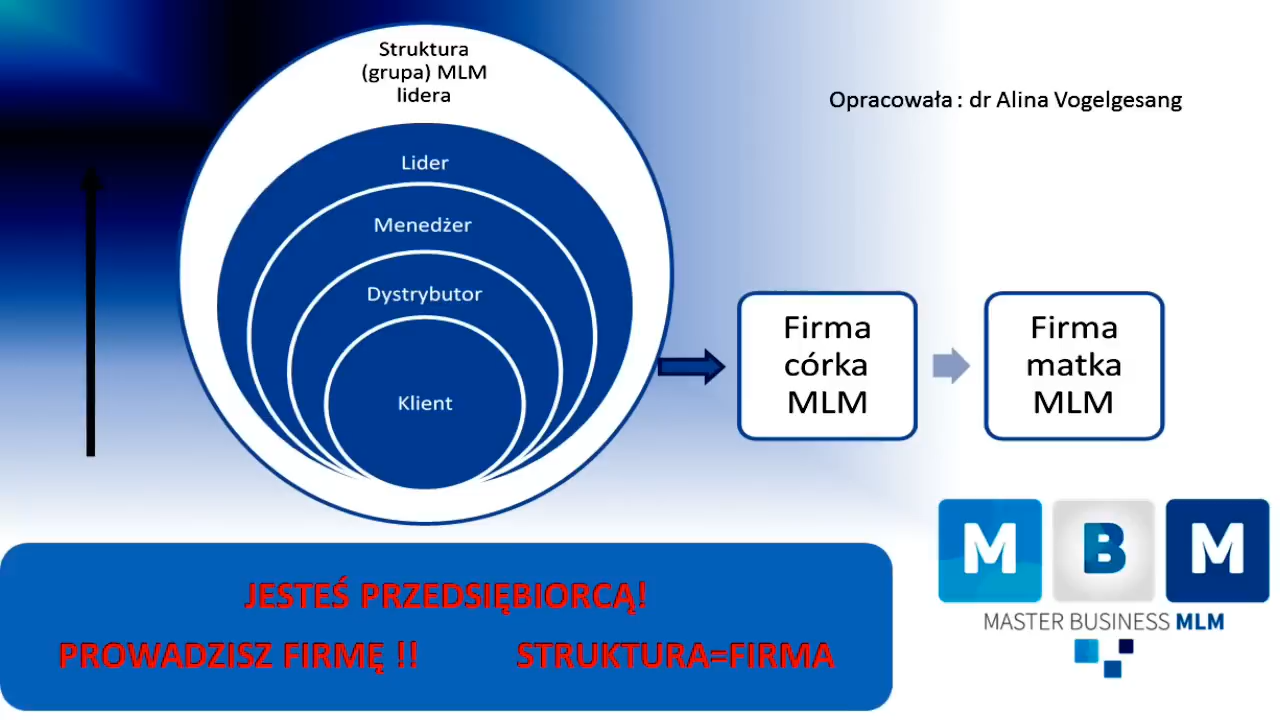 Struktura
(grupa) MLM
lidera
Opracowała : dr Alina Vogelgesang
Lider
Menedżer
Dystrybutor
Klient
Firma
córka
MLM
Firma
matka
MLM
M B M
MASTER BUSINESS MLM
JESTEŚ PRZEDSIĘBIORCĄ!
PROWADZISZ FIRMĘ !! STRUKTURA=FIRMA